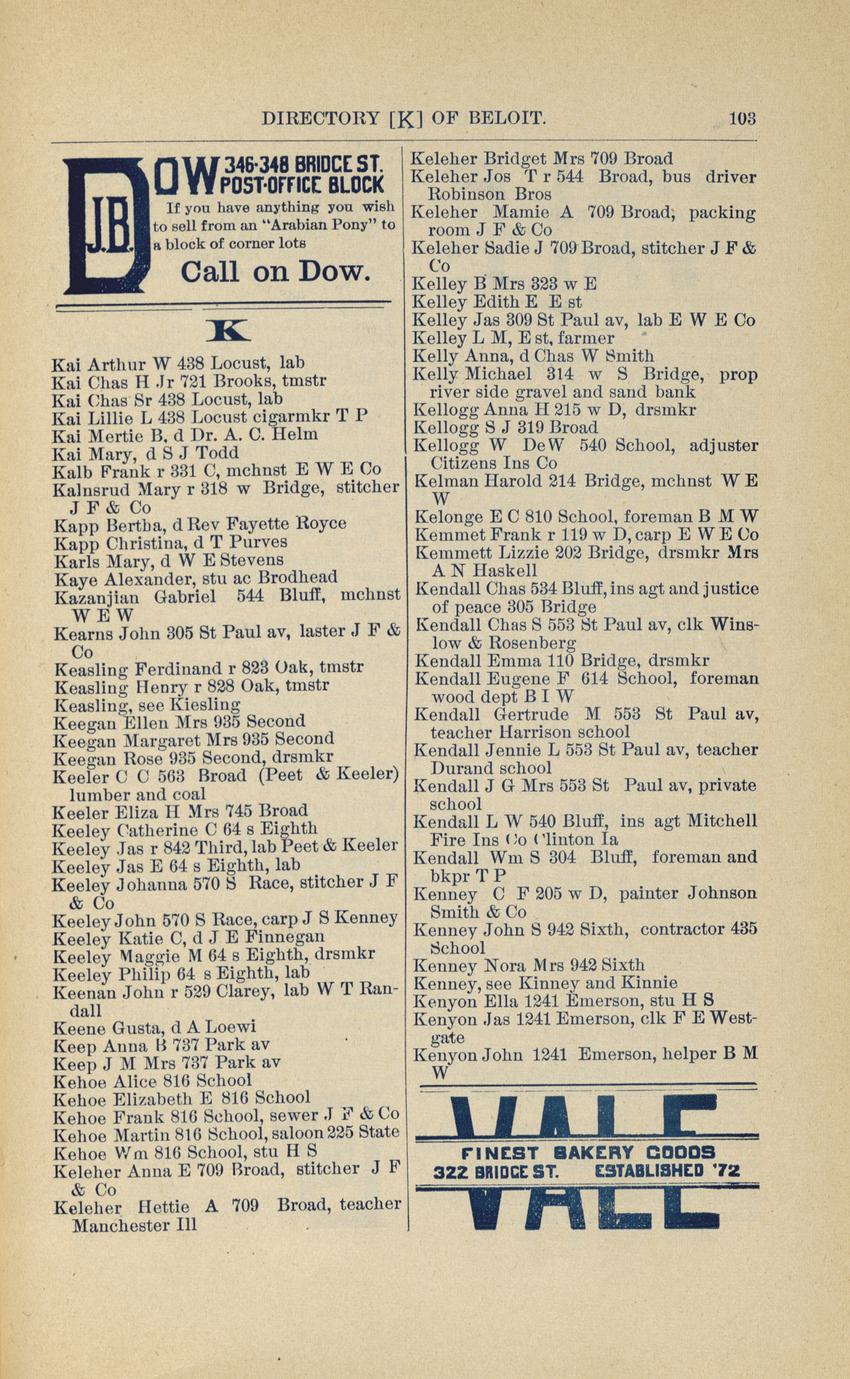 DIRECTORY [K] OF BELOIT. 103
J.B. DOW 346-348 BRIDGE ST.
POST-OFFICE BLOCK
If you have anything you wish
to sell from an "Arabian Pony" to
a block of corner lots
Call on Dow.
K
Kai Arthur W 438 Locust, lab
Kai Chas H Jr 721 Brooks, tmstr
Kai Chas Sr 438 Locust, lab
Kai Lillie L 438 Locust cigarmkr T P
Kai Mertie B, d Dr. A. C. Helm
Kai Mary, d S J Todd
Kalb Frank r 331 C, mchnst E W E Co
Kalnsrud Mary r 318 w Bridge, stitcher
J F & Co
Kapp Bertha, d Rev Fayette Royce
Kapp Christina, d T Purves
Karls Mary, d W E Stevens
Kaye Alexander, stu ac Brodhead
Kazanjian Gabriel 544 Bluff, mchnst
W E W
Kearns John 305 St Paul av, laster J F &
Co
Keasling Ferdinand r 823 Oak, tmstr
Keasling Henry r 828 Oak, tmstr
Keasling, see Kiesling
Keegan Ellen Mrs 935 Second
Keegan Margaret Mrs 935 Second
Keegan Rose 935 Second, drsmkr
Keeler C C 563 Broad (Peet & Keeler)
lumber and coal
Keeler Eliza H Mrs 745 Broad
Keeley Catherine C 64 s Eighth
Keeley Jas r 842 Third, lab Peet & Keeler
Keeley Jas E 64 s Eighth, lab
Keeley Johanna 570 S Race, stitcher J F
& Co
Keeley John 570 S Race, carp J S Kenney
Keeley Katie C, d J E Finnegan
Keeley Maggie M 64 s Eighth, drsmkr
Keeley Philip 64 s Eighth, lab
Keenan John r 529 Clarey, lab W T Ran-
dall
Keene Gusta, d A Loewi
Keep Anna B 737 Park av
Keep J M Mrs 737 Park av
Kehoe Alice 816 School
Kehoe Elizabeth E 816 School
Kehoe Frank 816 School, sewer J F & Co
Kehoe Martin 816 School, saloon 225 State
Kehoe Wm 816 School, stu H S
Keleher Anna E 709 Broad, stitcher J F
& Co
Keleher Hettie A 709 Broad, teacher
Manchester Ill
Keleher Bridget Mrs 709 Broad
Keleher Jos T r 544 Broad, bus driver
Robinson Bros
Keleher Mamie A 709 Broad, packing
room J F & Co
Keleher Sadie J 709 Broad, stitcher J F &
Co
Kelley B Mrs 323 w E
Kelley Edith E E st
Kelley Jas 309 St Paul av, lab E W E Co
Kelley L M, E st, farmer
Kelly Anna, d Chas W Smith
Kelly Michael 314 w S Bridge, prop
river side gravel and sand bank
Kellogg Anna H 215 w D, drsmkr
Kellogg S J 319 Broad
Kellogg W DeW 540 School, adjuster
Citizens Ins Co
Kelman Harold 214 Bridge, mchnst W E
W
Kelonge E C 810 School, foreman B M W
Kemmet Frank r 119 w D, carp E W E Co
Kemmett Lizzie 202 Bridge, drsmkr Mrs
A N Haskell
Kendall Chas 534 Bluff, ins agt and justice
of peace 305 Bridge
Kendall Chas S 553 St Paul av, clk Wins-
low & Rosenberg
Kendall Emma 110 Bridge, drsmkr
Kendall Eugene F 614 School, foreman
wood dept B I W
Kendall Gertrude M 553 St Paul av,
teacher Harrison school
Kendall Jennie L 553 St Paul av, teacher
Durand school
Kendall J G Mrs 553 St Paul av, private
school
Kendall L W 540 Bluff, ins agt Mitchell
Fire Ins Co Clinton Ia
Kendall Wm S 304 Bluff, foreman and
bkpr T P
Kenney C F 205 w D, painter Johnson
Smith & Co
Kenney John S 942 Sixth, contractor 435
School
Kenney Nora Mrs 942 Sixth
Kenney, see Kinney and Kinnie
Kenyon Ella 1241 Emerson, stu H S
Kenyon Jas 1241 Emerson, clk F E West-
gate
Kenyon John 1241 Emerson, helper B M
W
VALE
FINEST BAKERY GOODS
322 BRIDGE ST. ESTABLISHED '72
VALE